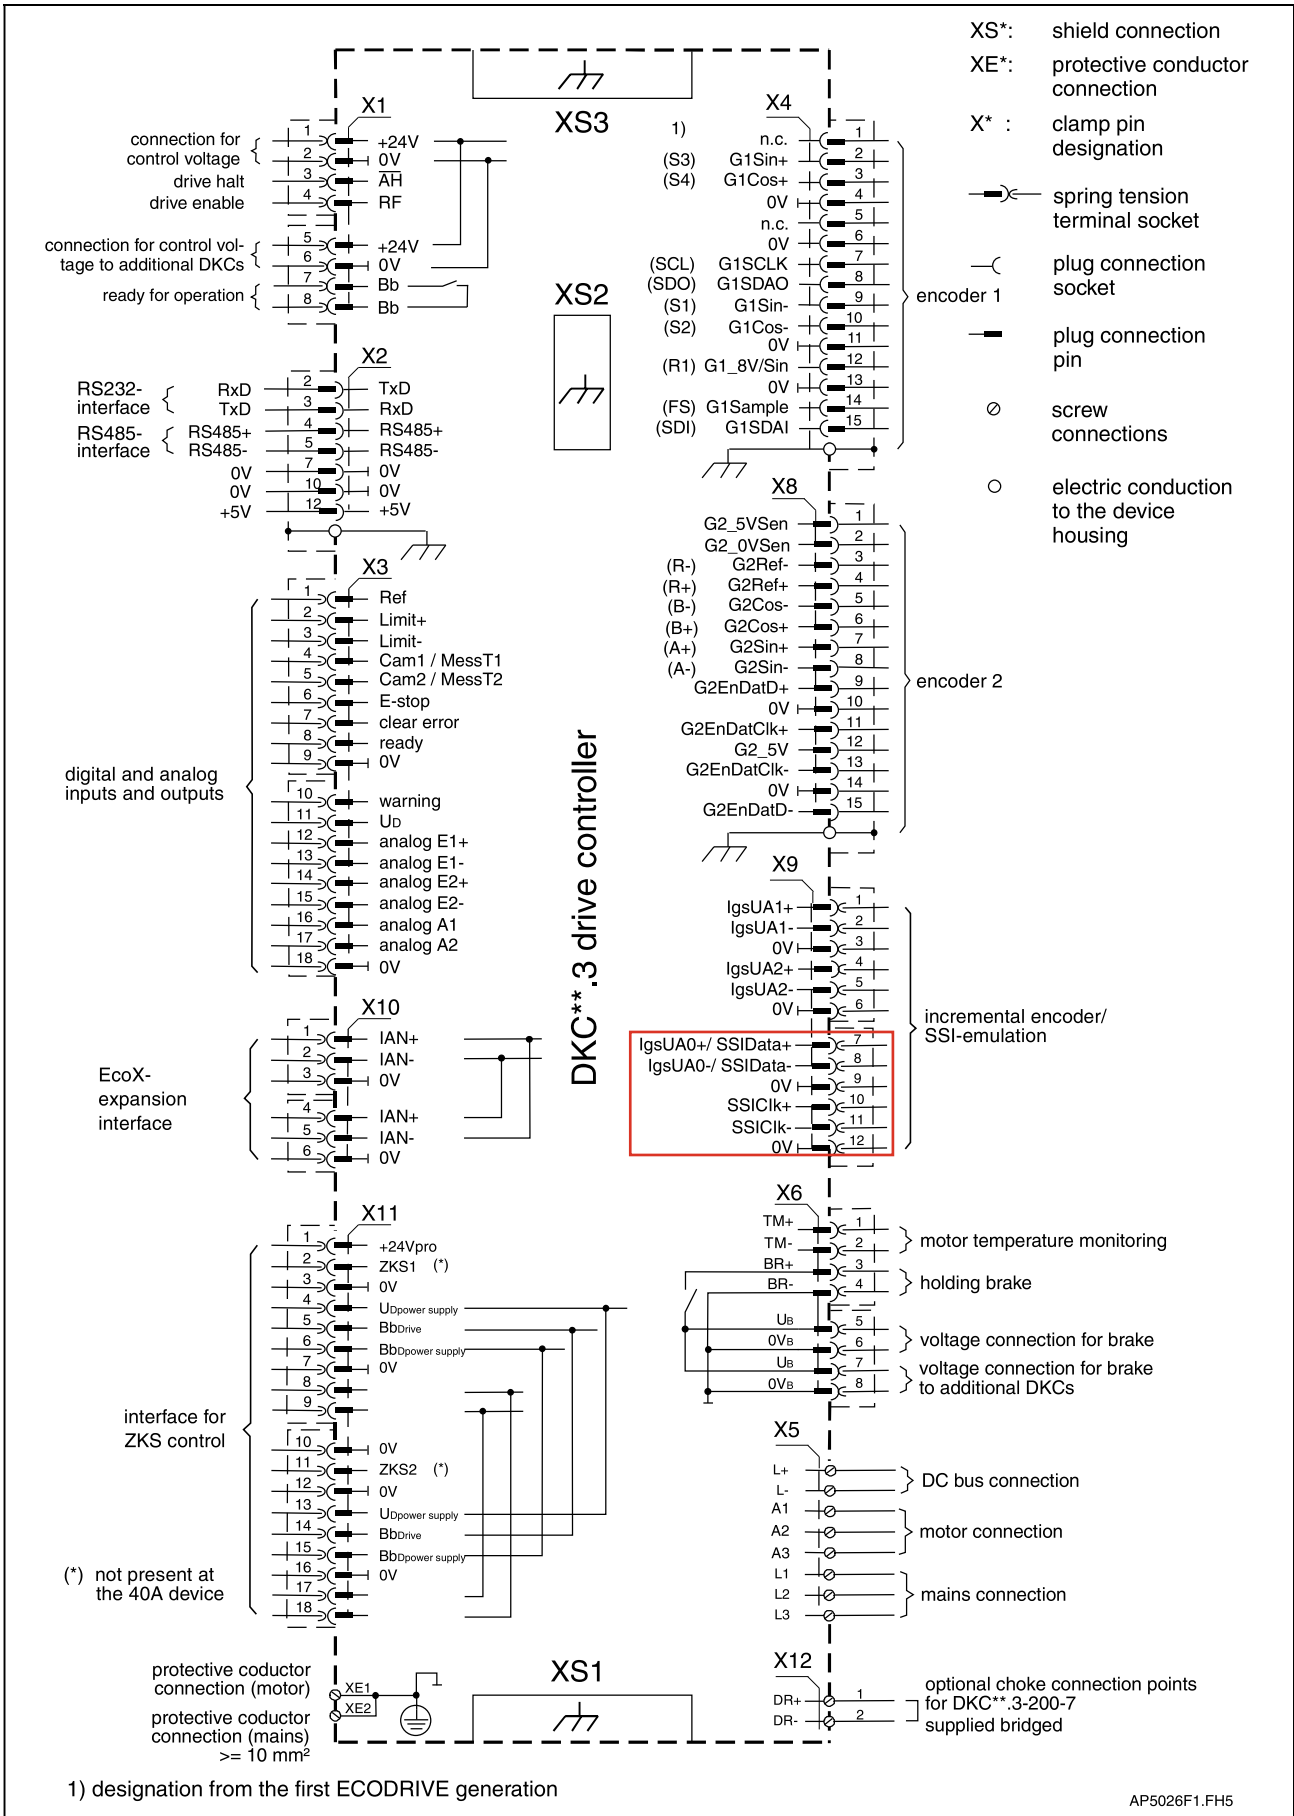 XS*: shield connection
XE*: protective conductor
connection
X* : clamp pin
designation
spring tension
terminal socket
plug connection
socket
plug connection
pin
screw
connections
electric conduction
to the device
housing
XS3
XS2
DKC**.3 drive controller
XS1
X1
connection for
control voltage
1 +24V
2 0V
drive halt 3 AH
drive enable 4 RF
connection for control vol-
tage to additional DKCs
5 +24V
6 0V
ready for operation
7 Bb
8 Bb
X2
RS232-
interface
RxD 2 TxD
TxD 3 RxD
RS485-
interface
RS485+ 4 RS485+
RS485- 5 RS485-
0V 7 0V
0V 10 0V
+5V 12 +5V
X3
digital and analog
inputs and outputs
1 Ref
2 Limit+
3 Limit-
4 Cam1 / MessT1
5 Cam2 / MessT2
6 E-stop
7 clear error
8 ready
9 0V
10 warning
11 UD
12 analog E1+
13 analog E1-
14 analog E2+
15 analog E2-
16 analog A1
17 analog A2
18 0V
X10
EcoX-
expansion
interface
1 IAN+
2 IAN-
3 0V
4 IAN+
5 IAN-
6 0V
X11
interface for
ZKS control
1 +24Vpro
2 ZKS1 (*)
3 0V
4 UDpower supply
5 BbDrive
6 BbDpower supply
7 0V
8
9
10 0V
11 ZKS2 (*)
12 0V
13 UDpower supply
14 BbDrive
15 BbDpower supply
16 0V
17
18
(*) not present at
the 40A device
protective coductor
connection (motor)
XE1
XE2
protective coductor
connection (mains)
>= 10 mm²
X4
1)
n.c. 1
(S3) G1Sin+ 2
(S4) G1Cos+ 3
0V 4
n.c. 5
0V 6
(SCL) G1SCLK 7
(SDO) G1SDAO 8
(S1) G1Sin- 9
(S2) G1Cos- 10
0V 11
(R1) G1_8V/Sin 12
0V 13
(FS) G1Sample 14
(SDI) G1SDAI 15
encoder 1
X8
G2_5VSen 1
G2_0VSen 2
(R-) G2Ref- 3
(R+) G2Ref+ 4
(B-) G2Cos- 5
(B+) G2Cos+ 6
(A+) G2Sin+ 7
(A-) G2Sin- 8
G2EnDatD+ 9
0V 10
G2EnDatClk+ 11
G2_5V 12
G2EnDatClk- 13
0V 14
G2EnDatD- 15
encoder 2
X9
IgsUA1+ 1
IgsUA1- 2
0V 3
IgsUA2+ 4
IgsUA2- 5
0V 6
IgsUA0+/ SSIData+ 7
IgsUA0-/ SSIData- 8
0V 9
SSIClk+ 10
SSIClk- 11
0V 12
incremental encoder/
SSI-emulation
X6
TM+ 1
TM- 2
motor temperature monitoring
BR+ 3
BR- 4
holding brake
UB 5
0VB 6
voltage connection for brake
UB 7
0VB 8
voltage connection for brake
to additional DKCs
X5
L+
L-
DC bus connection
A1
A2
A3
motor connection
L1
L2
L3
mains connection
X12
DR+ 1
DR- 2
optional choke connection points
for DKC**.3-200-7
supplied bridged
1) designation from the first ECODRIVE generation
AP5026F1.FH5